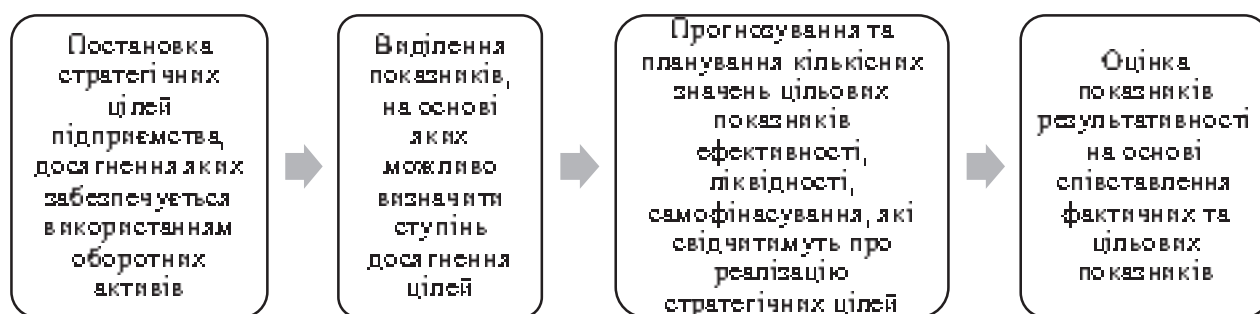 Постановка
стратегічних
цілей
підприємства,
досягнення яких
забезпечується
використанням
оборотних
активів
Виділення
показників,
на основі
яких
можливо
визначити
ступінь
досягнення
цілей
Прогнозування та
планування кількісних
значень цільових
показників
ефективності,
ліквідності,
самофінасування, які
свідчитимуть про
реалізацію
стратегічних цілей
Оцінка
показників
результативності
на основі
співставлення
фактичних та
цільових
показників